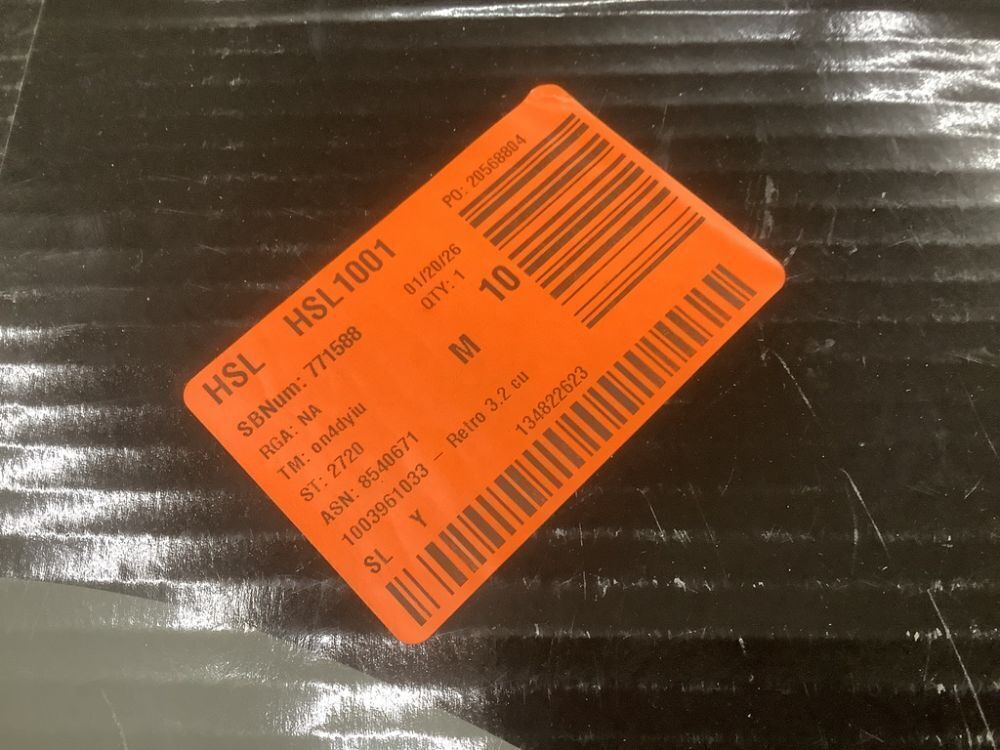 HSL HSL1001
SBNum: 771588
01/20/26
PO: 20568804
RGA: NA
QTY: 1
TM: on4dyiu
M
10
ST: 2720
ASN: 8540671
1003961033 - Retro 3.2 cu
SL Y
134822623